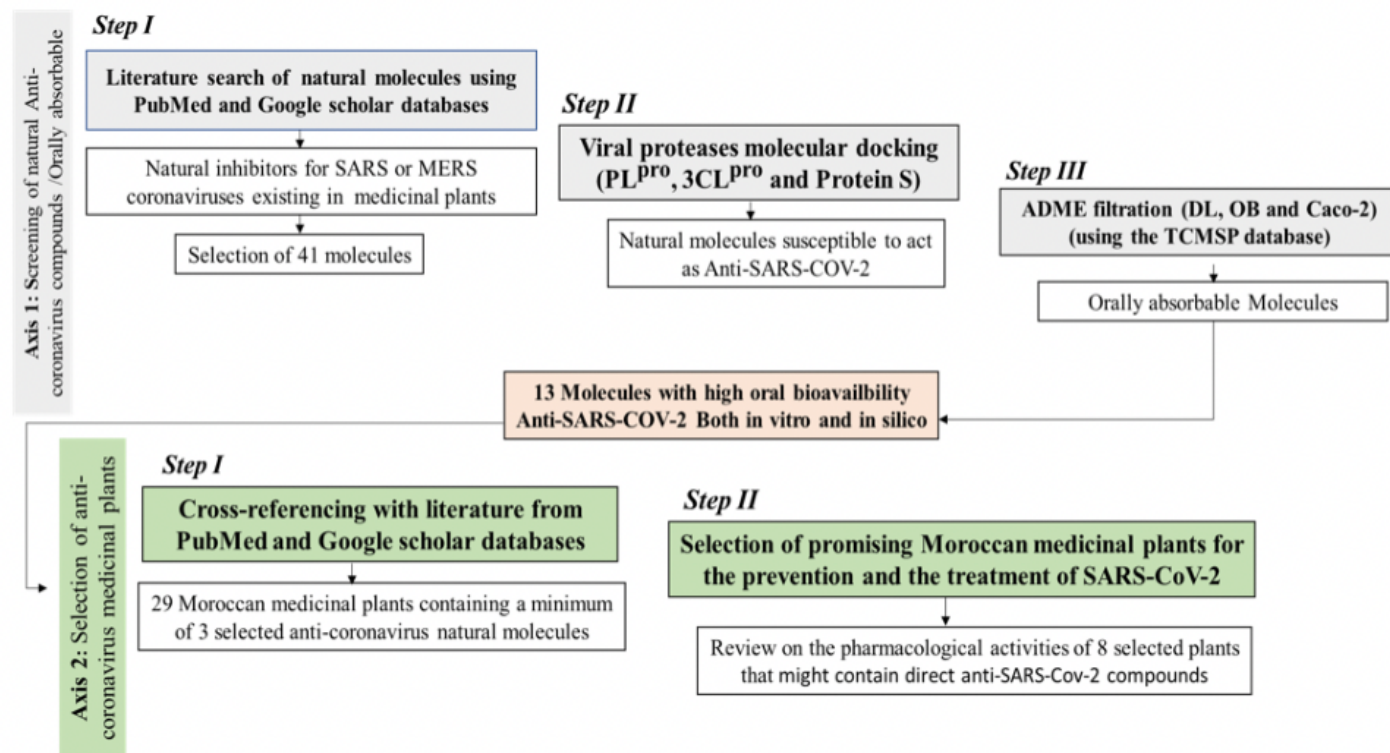 Axis 1: Screening of natural Anti-
coronavirus compounds /Orally absorbable
Step I
Literature search of natural molecules using
PubMed and Google scholar databases
Natural inhibitors for SARS or MERS
coronaviruses existing in medicinal plants
Selection of 41 molecules
Step II
Viral proteases molecular docking
(PLpro, 3CLpro and Protein S)
Natural molecules susceptible to act
as Anti-SARS-COV-2
Step III
ADME filtration (DL, OB and Caco-2)
(using the TCMSP database)
Orally absorbable Molecules
13 Molecules with high oral bioavailbility
Anti-SARS-COV-2 Both in vitro and in silico
Axis 2: Selection of anti-
coronavirus medicinal plants
Step I
Cross-referencing with literature from
PubMed and Google scholar databases
29 Moroccan medicinal plants containing a minimum
of 3 selected anti-coronavirus natural molecules
Step II
Selection of promising Moroccan medicinal plants for
the prevention and the treatment of SARS-CoV-2
Review on the pharmacological activities of 8 selected plants
that might contain direct anti-SARS-Cov-2 compounds